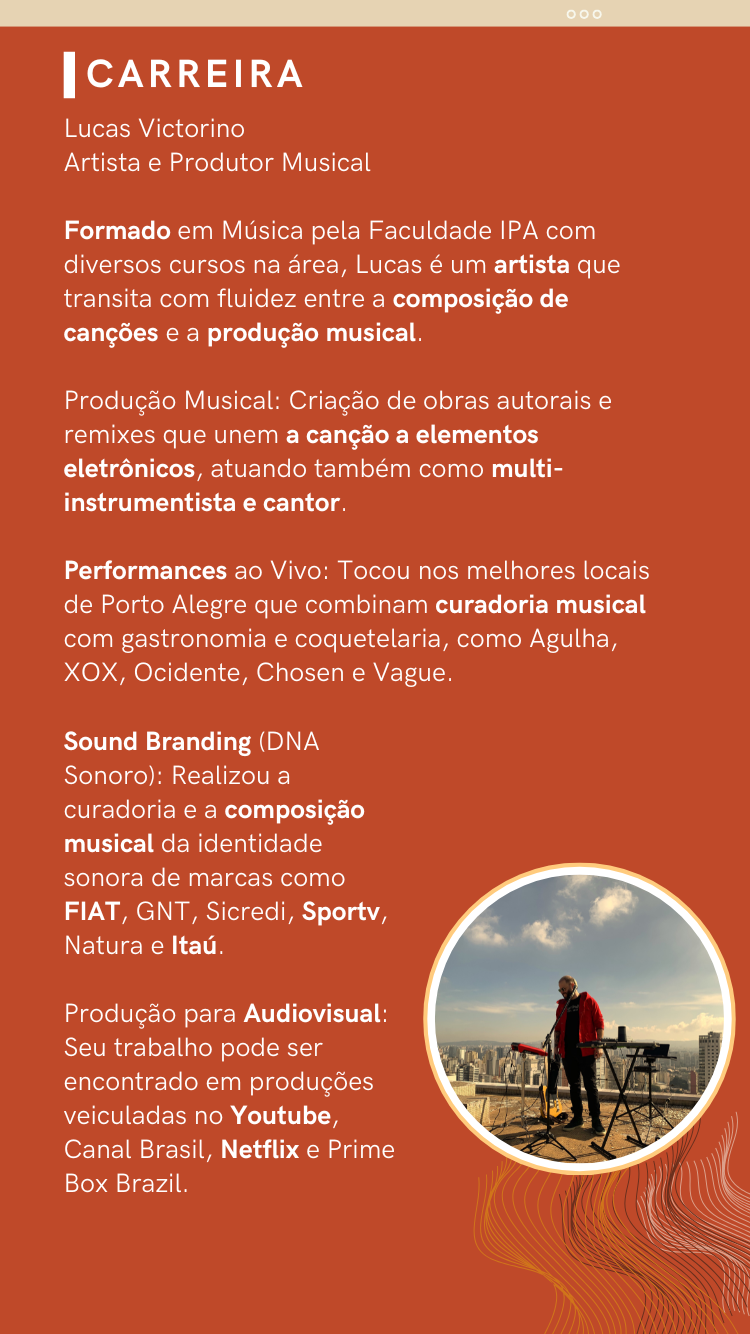 CARREIRA
Lucas Victorino
Artista e Produtor Musical
Formado em Música pela Faculdade IPA com
diversos cursos na área, Lucas é um artista que
transita com fluidez entre a composição de
canções e a produção musical.
Produção Musical: Criação de obras autorais e
remixes que unem a canção a elementos
eletrônicos, atuando também como multi-
instrumentista e cantor.
Performances ao Vivo: Tocou nos melhores locais
de Porto Alegre que combinam curadoria musical
com gastronomia e coquetelaria, como Agulha,
XOX, Ocidente, Chosen e Vague.
Sound Branding (DNA
Sonoro): Realizou a
curadoria e a composição
musical da identidade
sonora de marcas como
FIAT, GNT, Sicredi, Sportv,
Natura e Itaú.
Produção para Audiovisual:
Seu trabalho pode ser
encontrado em produções
veiculadas no Youtube,
Canal Brasil, Netflix e Prime
Box Brazil.